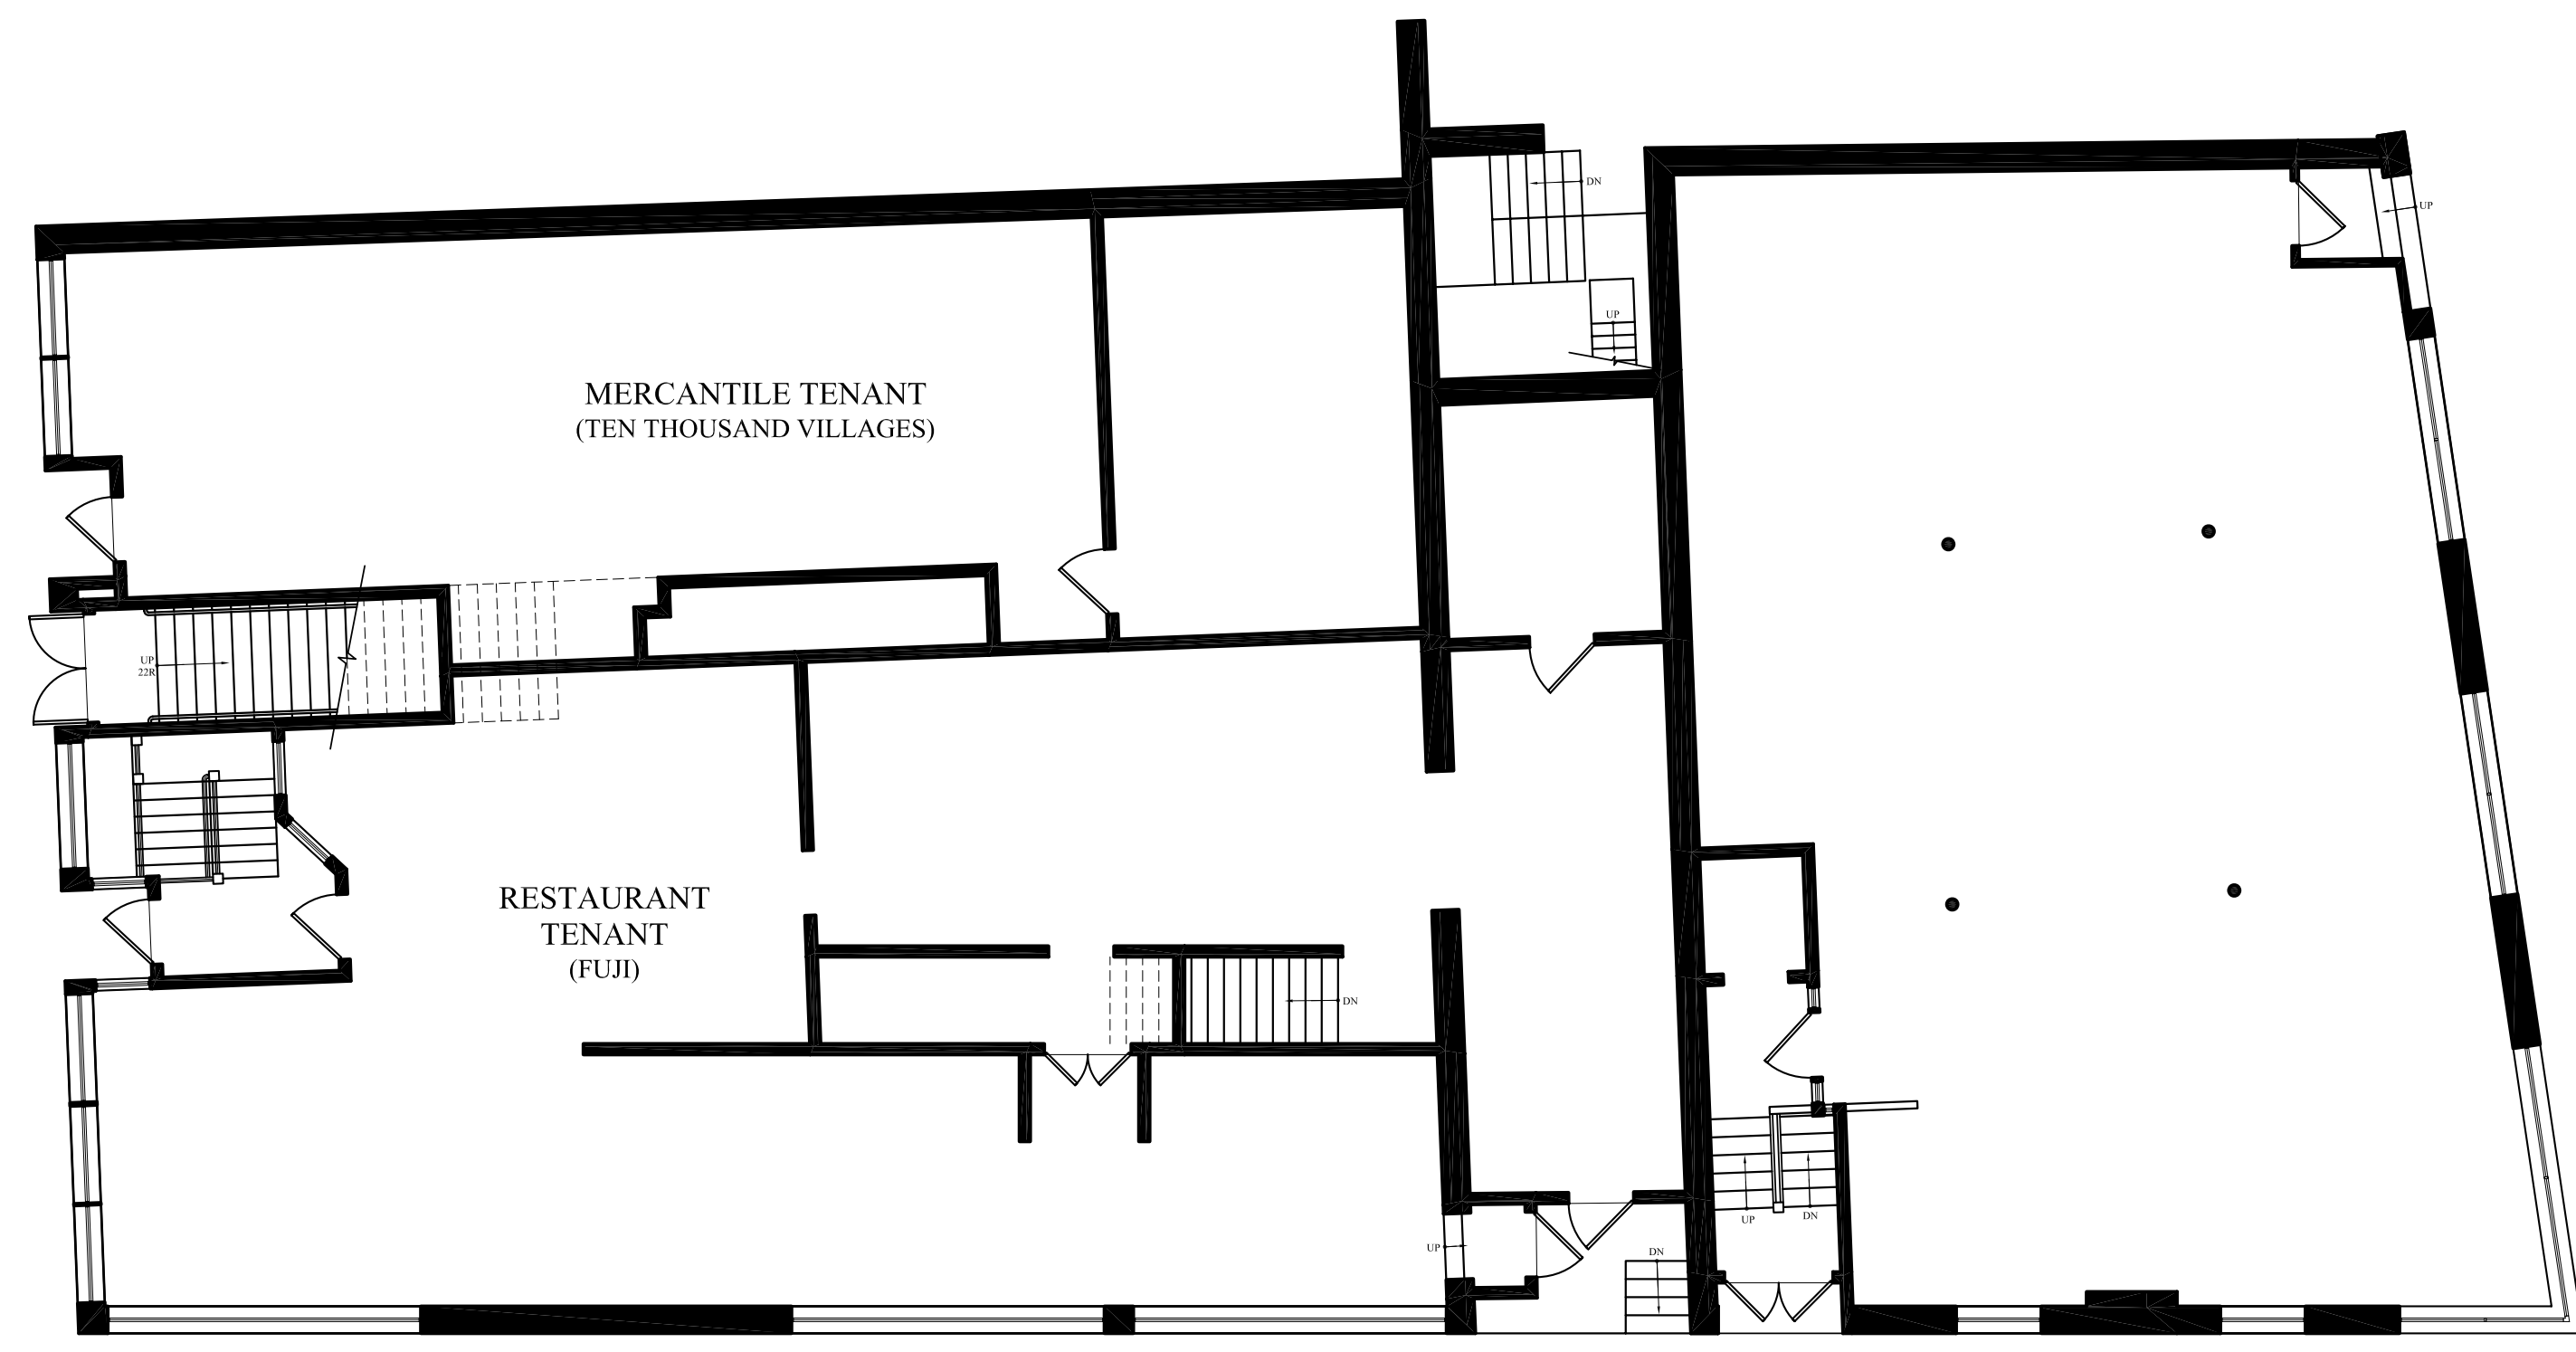 DN
UP
UP
MERCANTILE TENANT
(TEN THOUSAND VILLAGES)
UP
22R
RESTAURANT
TENANT
(FUJI)
DN
UP
DN
UP
DN